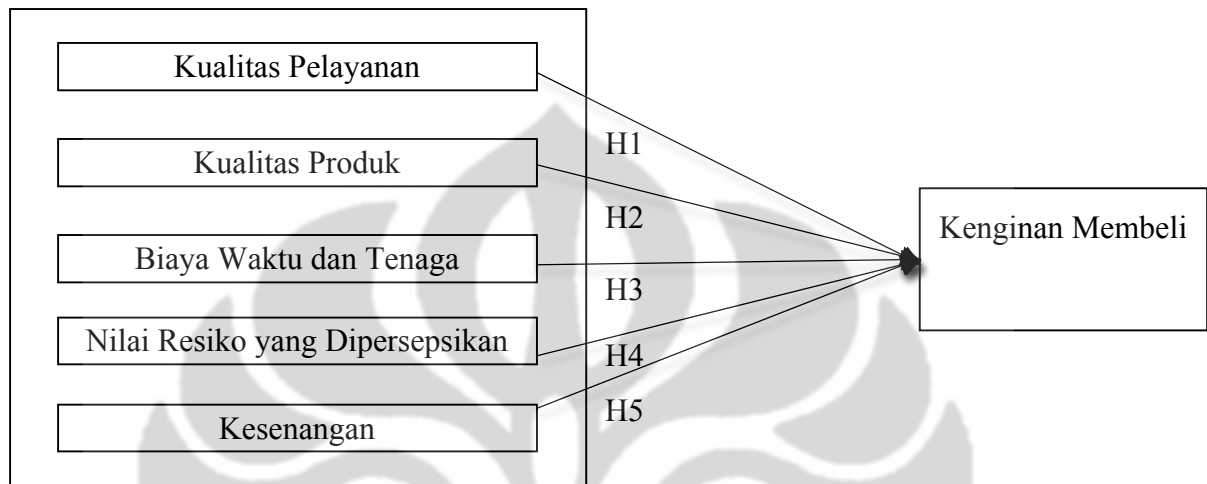 Kualitas Pelayanan
H1
Kualitas Produk
H2
Kenginan Membeli
Biaya Waktu dan Tenaga
H3
Nilai Resiko yang Dipersepsikan
H4
H5
Kesenangan